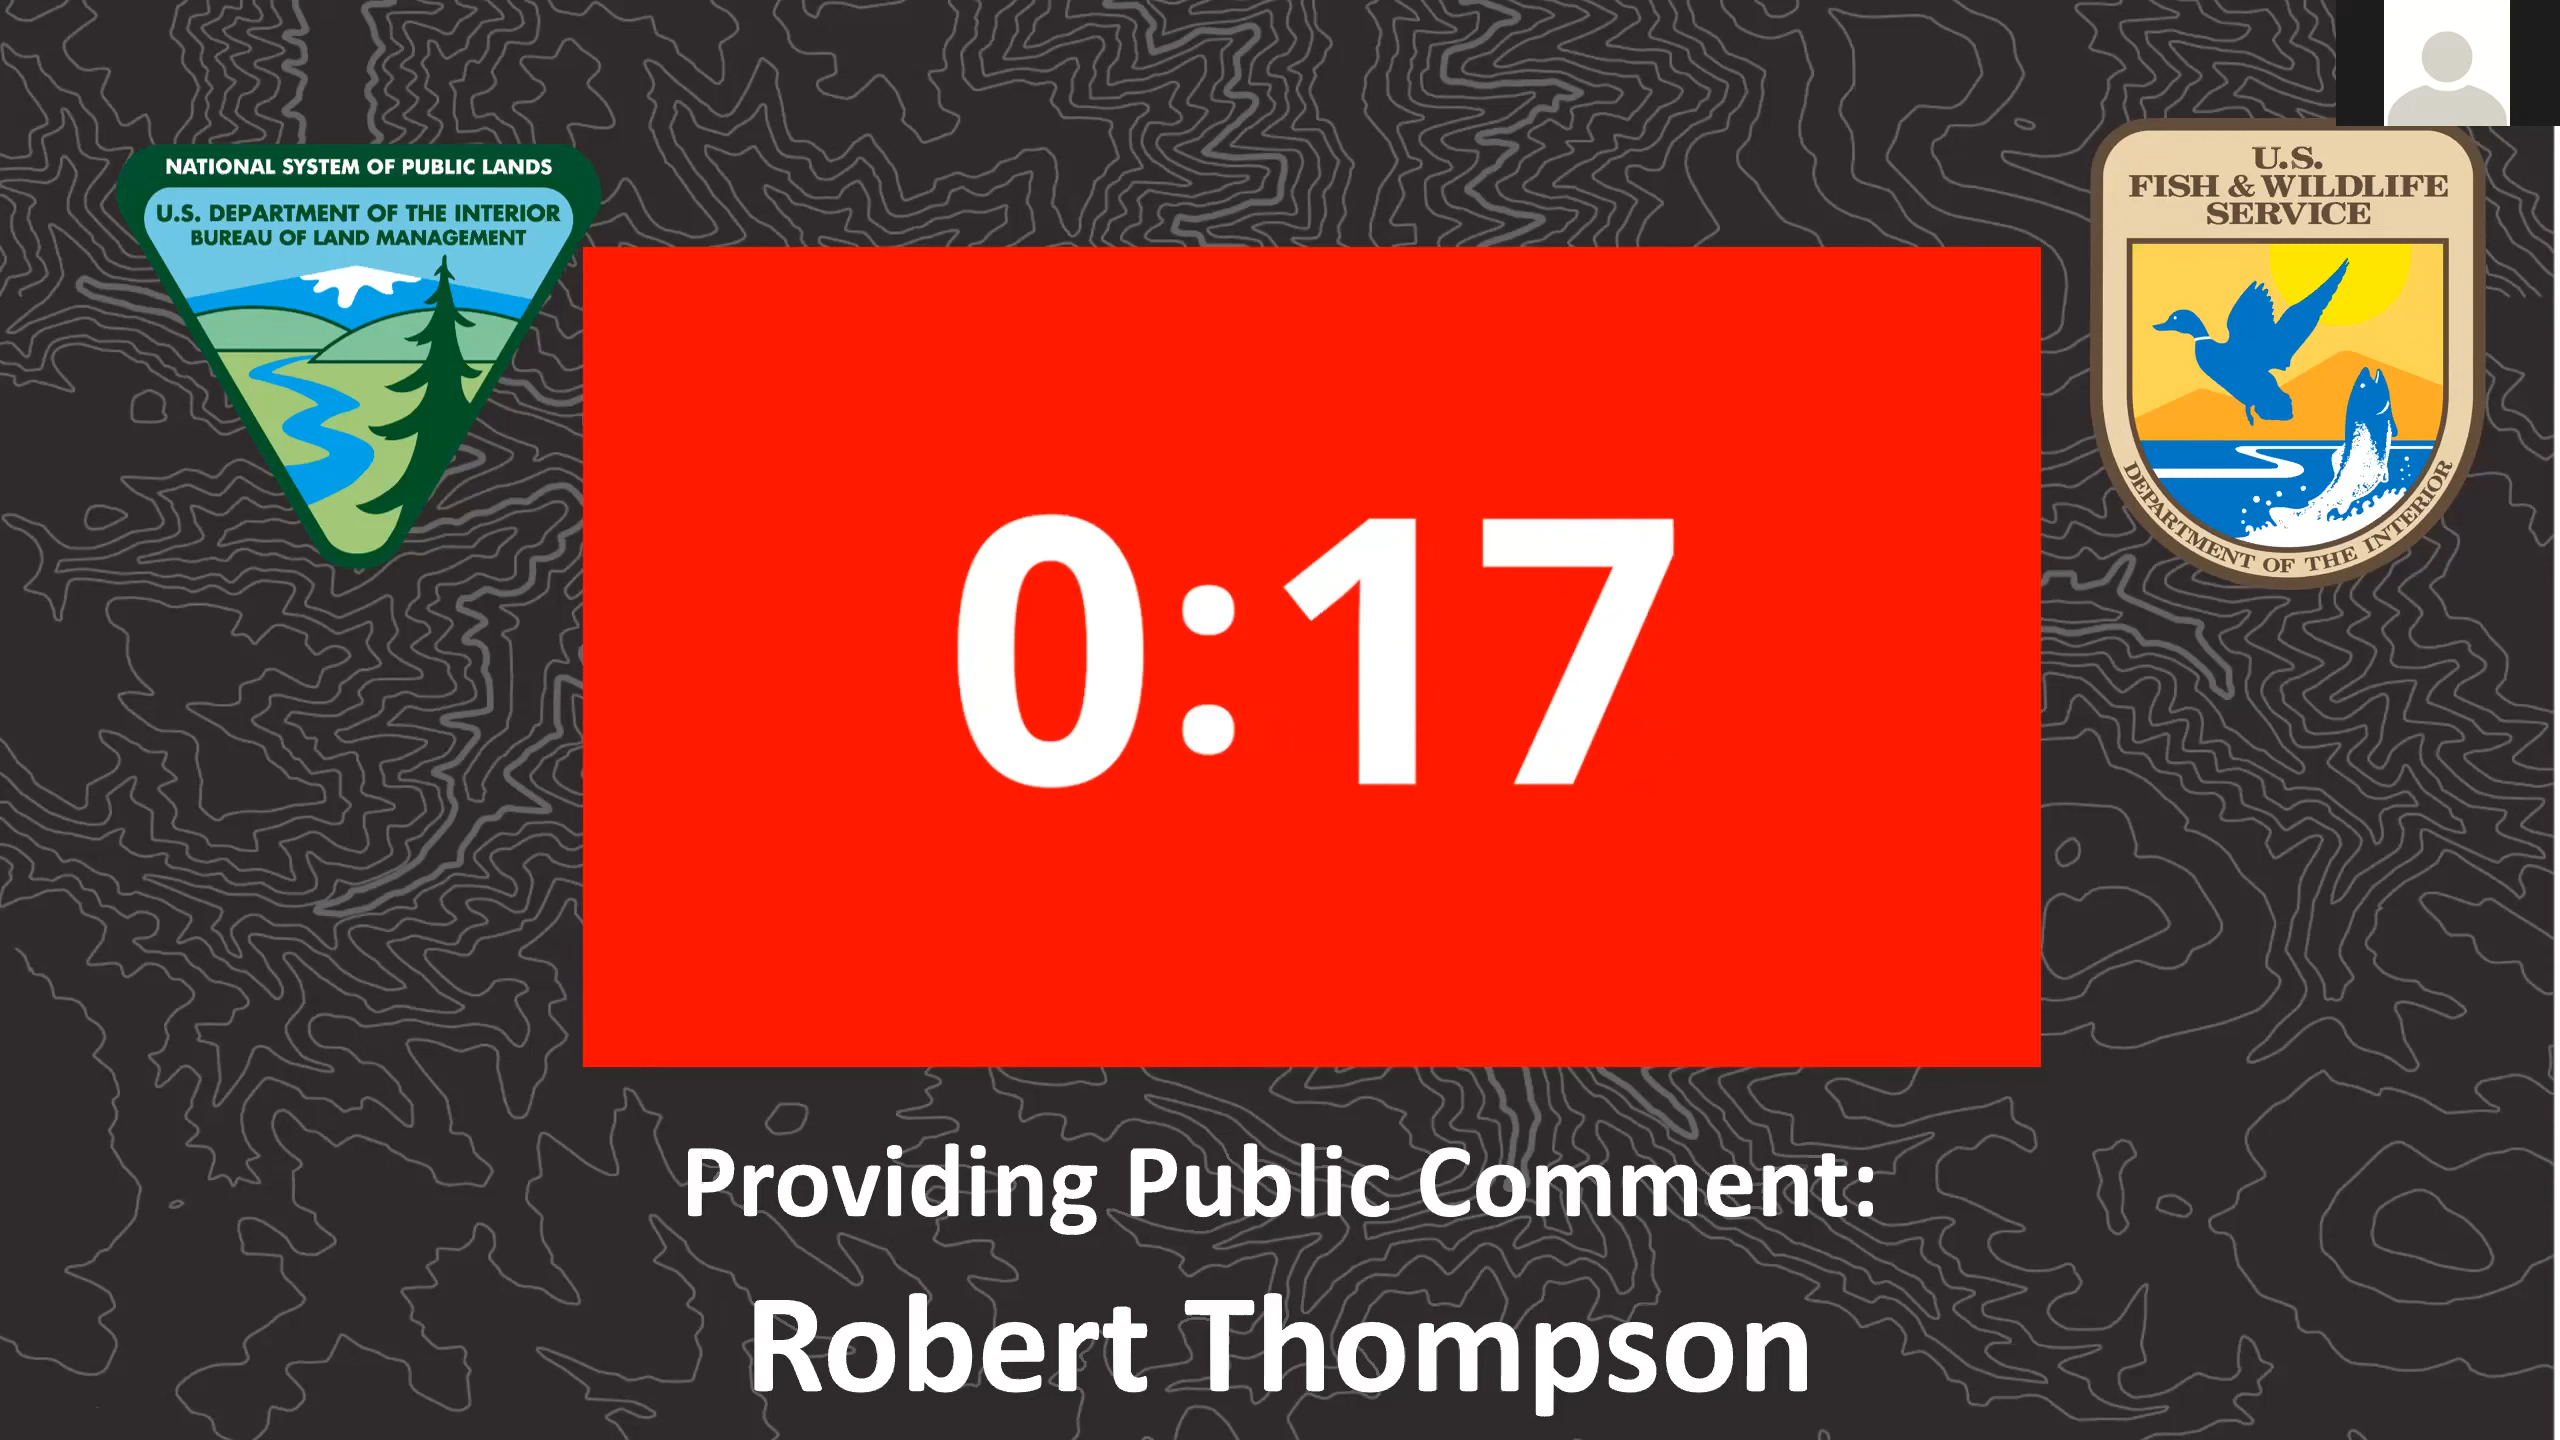 NATIONAL SYSTEM OF PUBLIC LANDS
U.S. DEPARTMENT OF THE INTERIOR
BUREAU OF LAND MANAGEMENT
U.S.
FISH & WILDLIFE
SERVICE
DEPARTMENT OF THE INTERIOR
0:17
Providing Public Comment:
Robert Thompson